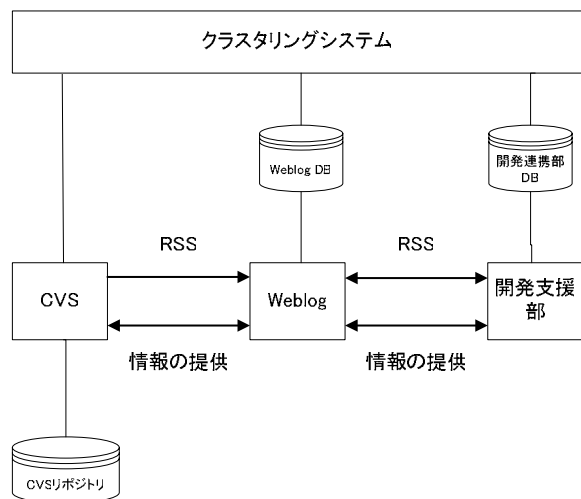 クラスタリングシステム
Weblog DB
開発連携部
DB
RSS
RSS
CVS
Weblog
開発支援
部
情報の提供
情報の提供
CVSリポジトリ